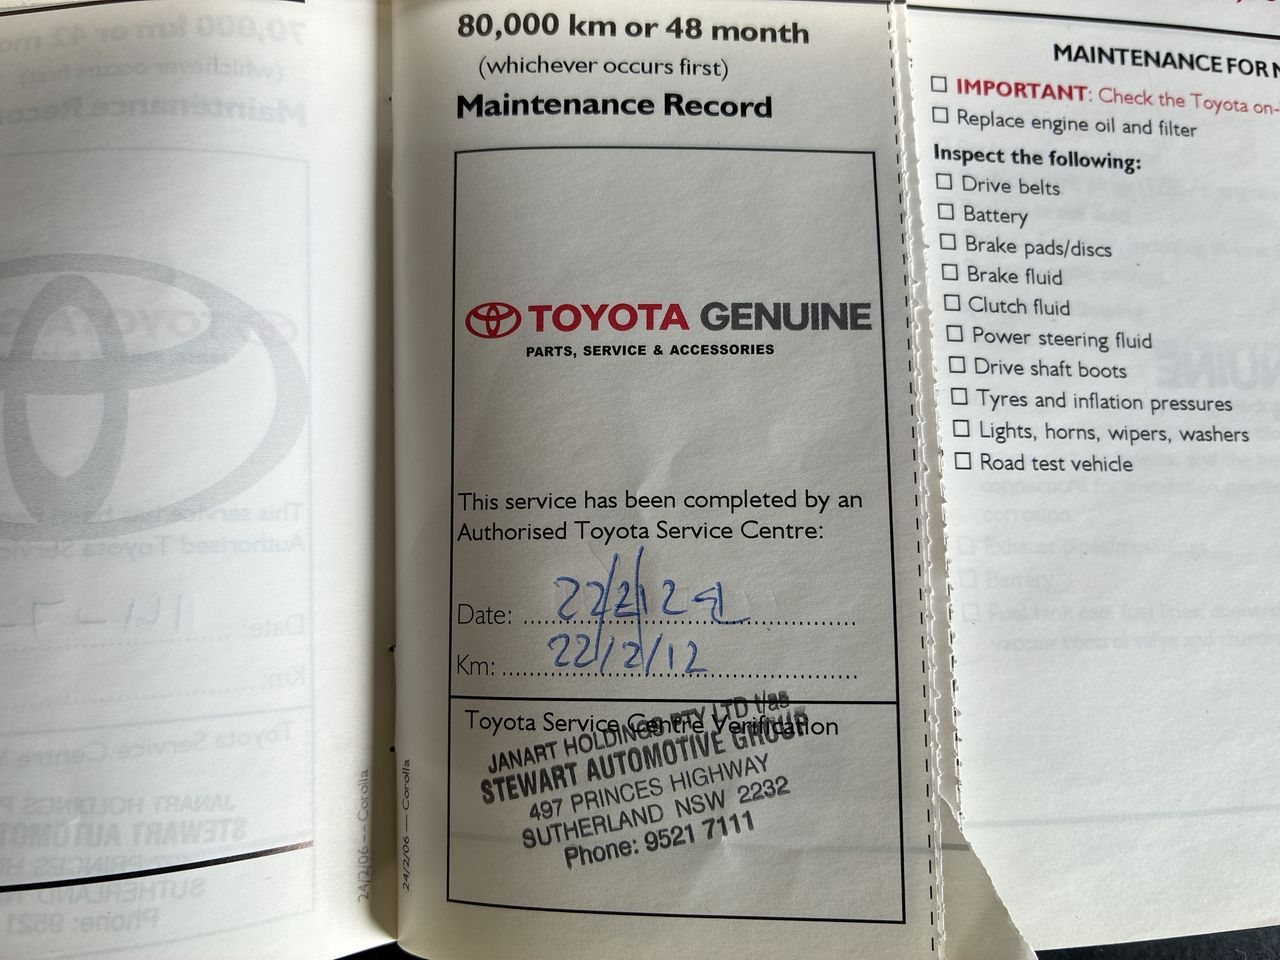 80,000 km or 48 month
(whichever occurs first)
Maintenance Record
TOYOTA GENUINE
PARTS, SERVICE & ACCESSORIES
This service has been completed by an
Authorised Toyota Service Centre:
Date:
Km: 22/2/12
Toyota Service Centre Verification
JANART HOLDINGS PTY LTD t/as
STEWART AUTOMOTIVE GROUP
497 PRINCES HIGHWAY
SUTHERLAND NSW 2232
Phone: 9521 7111
24/2/06 — Corolla
24/2/06 — Corolla
MAINTENANCE FOR
IMPORTANT: Check the Toyota on-
Replace engine oil and filter
Inspect the following:
Drive belts
Battery
Brake pads/discs
Brake fluid
Clutch fluid
Power steering fluid
Drive shaft boots
Tyres and inflation pressures
Lights, horns, wipers, washers
Road test vehicle